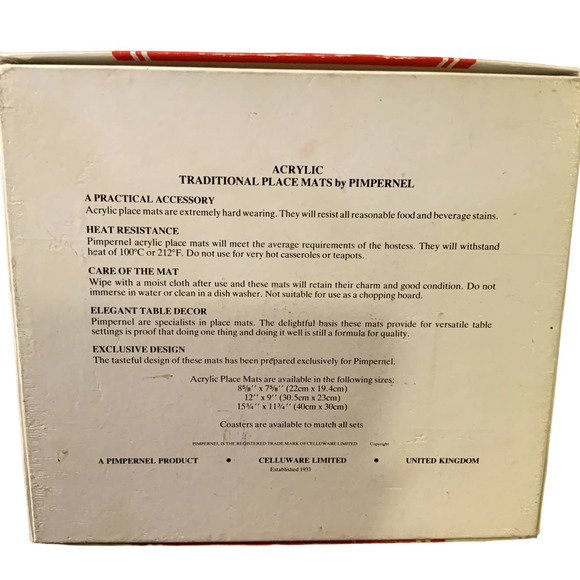 ACRYLIC
TRADITIONAL PLACE MATS by PIMPERNEL
A PRACTICAL ACCESSORY
Acrylic place mats are extremely hard wearing. They will resist all reasonable food and beverage stains.
HEAT RESISTANCE
Pimpernel acrylic place mats will meet the average requirements of the hostess. They will withstand
heat of 100°C or 212°F. Do not use for very hot casseroles or teapots.
CARE OF THE MAT
Wipe with a moist cloth after use and these mats will retain their charm and good condition. Do not
immerse in water or clean in a dish washer. Not suitable for use as a chopping board.
ELEGANT TABLE DECOR
Pimpernel are specialists in place mats. The delightful basis these mats provide for versatile table
settings is proof that doing one thing and doing it well is still a formula for quality.
EXCLUSIVE DESIGN
The tasteful design of these mats has been prepared exclusively for Pimpernel.
Acrylic Place Mats are available in the following sizes:
8⅝'' x 7⅝'' (22cm x 19.4cm)
12'' x 9'' (30.5cm x 23cm)
15¾'' x 11¾'' (40cm x 30cm)
Coasters are available to match all sets
PIMPERNEL IS THE REGISTERED TRADE MARK OF CELLUWARE LIMITED Copyright
A PIMPERNEL PRODUCT • CELLUWARE LIMITED • UNITED KINGDOM
Established 1933